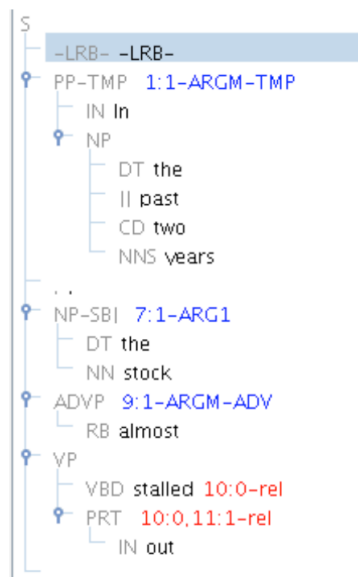 S
-LRB- -LRB-
PP-TMP 1:1-ARGM-TMP
IN In
NP
DT the
JJ past
CD two
NNS years
, ,
NP-SBJ 7:1-ARG1
DT the
NN stock
ADVP 9:1-ARGM-ADV
RB almost
VP
VBD stalled 10:0-rel
PRT 10:0,11:1-rel
IN out